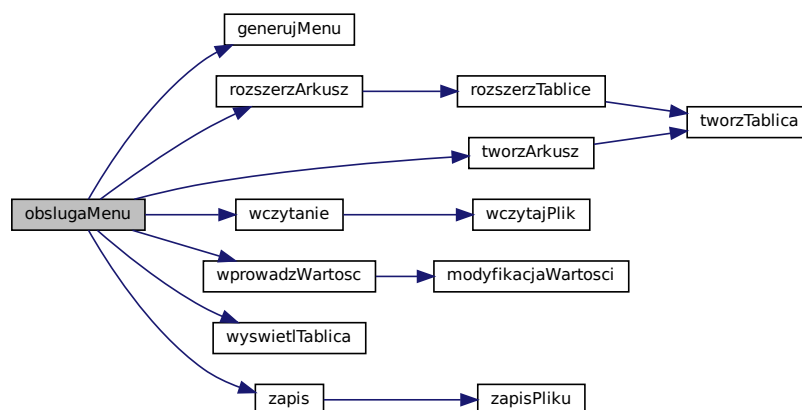 generujMenu
rozszerzArkusz
rozszerzTablice
tworzTablica
tworzArkusz
obslugaMenu
wczytanie
wczytajPlik
wprowadzWartosc
modyfikacjaWartosci
wyswietlTablica
zapis
zapisPliku